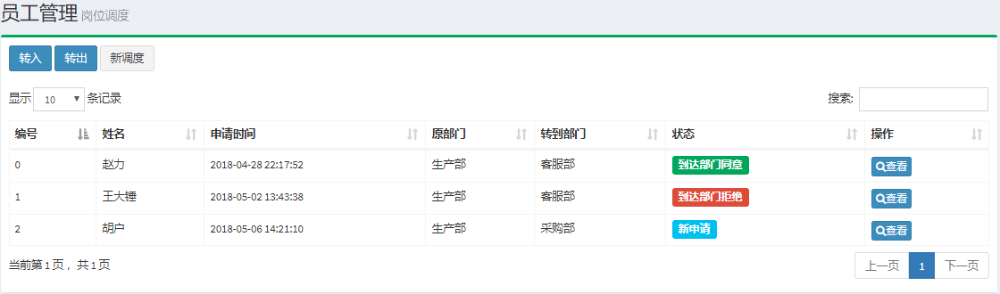 员工管理 岗位调度
转入 转出 新调度
显示 10 条记录 搜索:
编号 姓名 申请时间 原部门 转到部门 状态 操作
0 赵力 2018-04-28 22:17:52 生产部 客服部 到达部门同意 查看
1 王大锤 2018-05-02 13:43:38 生产部 客服部 到达部门拒绝 查看
2 胡户 2018-05-06 14:21:10 生产部 采购部 新申请 查看
当前第 1 页，共 1 页 上一页 1 下一页